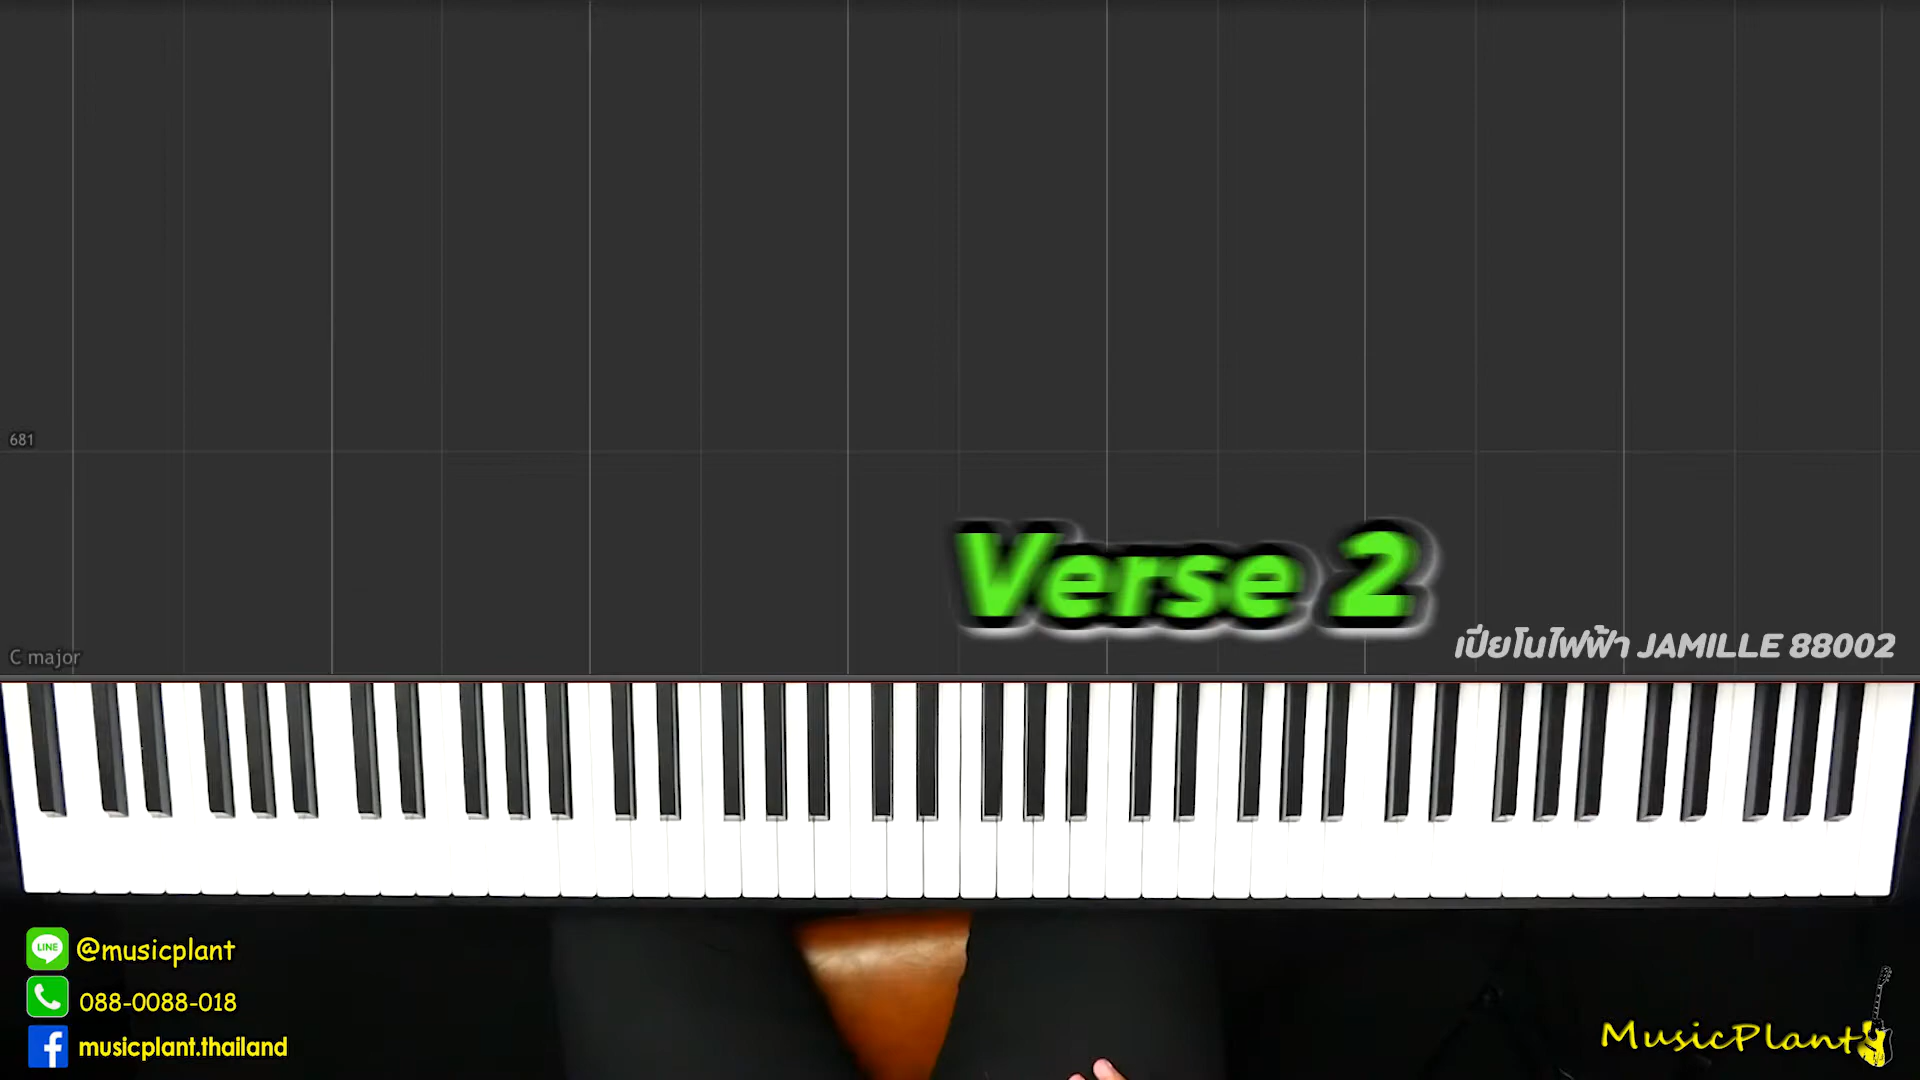 681
Verse 2
เปียโนไฟฟ้า JAMILLE 88002
C major
LINE @musicplant
088-0088-018
f musicplant.thailand
MusicPlant